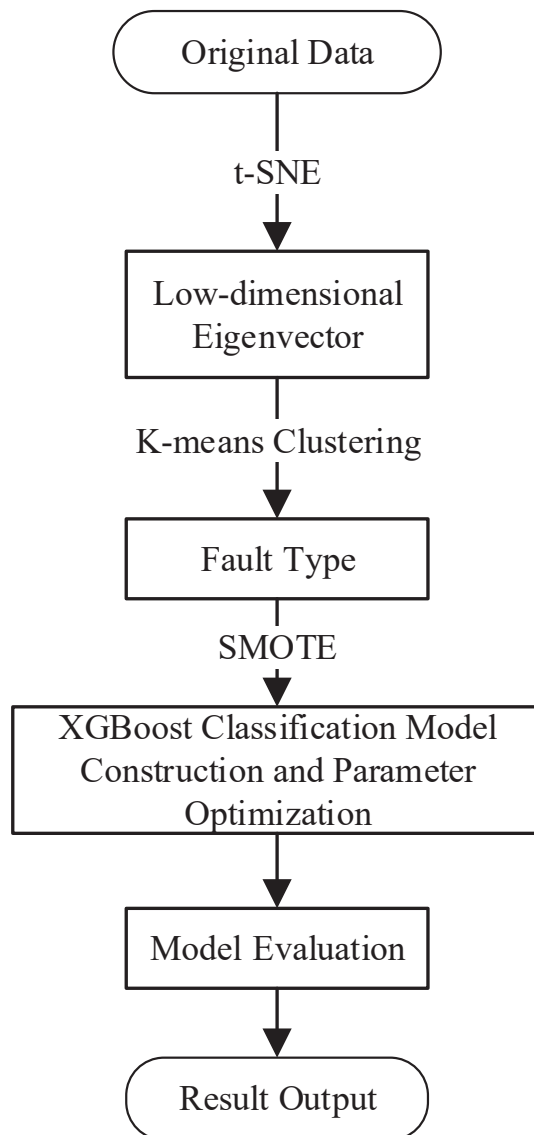 Original Data
t-SNE
Low-dimensional
Eigenvector
K-means Clustering
Fault Type
SMOTE
XGBoost Classification Model
Construction and Parameter
Optimization
Model Evaluation
Result Output